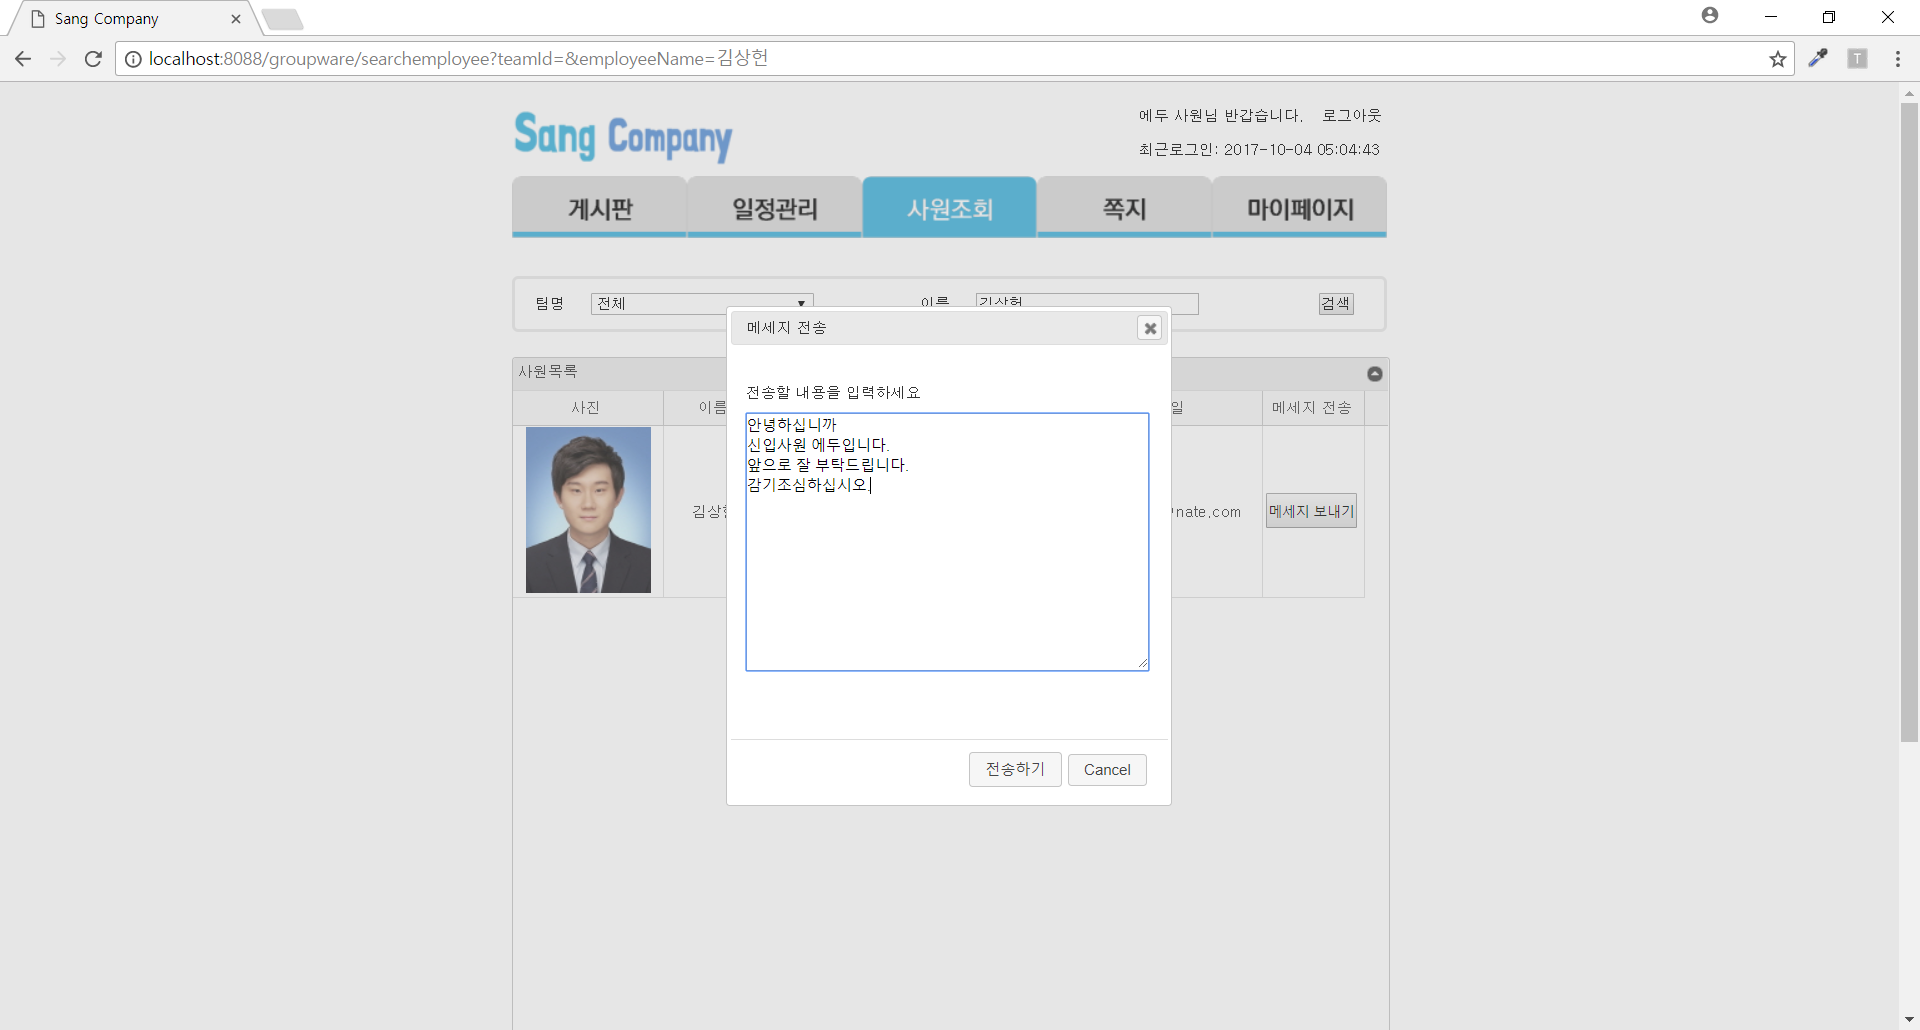 Sang Company
localhost:8088/groupware/searchemployee?teamId=&employeeName=김상헌
T
Sang Company
에두 사원님 반갑습니다. 로그아웃
최근로그인: 2017-10-04 05:04:43
게시판 일정관리 사원조회 쪽지 마이페이지
팀명 전체 이름 김상헌 검색
메세지 전송
사원목록
전송할 내용을 입력하세요
사진 이름 일 메세지 전송
안녕하십니까
신입사원 에두입니다.
앞으로 잘 부탁드립니다.
감기조심하십시오.
김상 nate.com 메세지 보내기
전송하기 Cancel